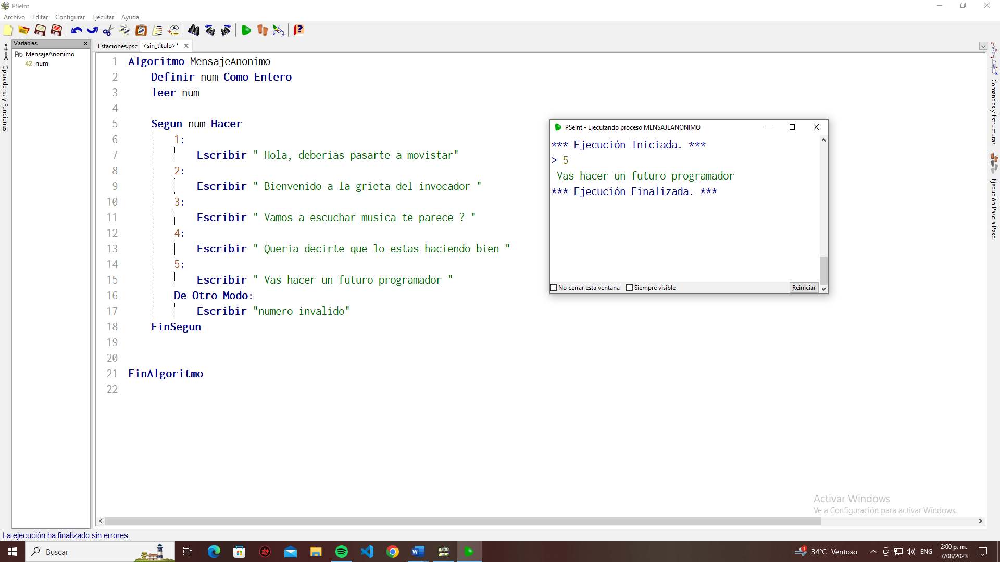 PSeInt
Archivo Editar Configurar Ejecutar Ayuda
Variables
Estaciones.psc <sin_titulo>*
Pro MensajeAnonimo
42 num
*+=< Operadores y Funciones
1 Algoritmo MensajeAnonimo
2 Definir num Como Entero
3 leer num
4
5 Segun num Hacer
6 1:
7 Escribir " Hola, deberias pasarte a movistar"
8 2:
9 Escribir " Bienvenido a la grieta del invocador "
10 3:
11 Escribir " Vamos a escuchar musica te parece ? "
12 4:
13 Escribir " Queria decirte que lo estas haciendo bien "
14 5:
15 Escribir " Vas hacer un futuro programador "
16 De Otro Modo:
17 Escribir "numero invalido"
18 FinSegun
19
20
21 FinAlgoritmo
22
PSeInt - Ejecutando proceso MENSAJEANONIMO
*** Ejecución Iniciada. ***
> 5
Vas hacer un futuro programador
*** Ejecución Finalizada. ***
No cerrar esta ventana Siempre visible Reiniciar
Comandos y Estructuras
Ejecución Paso a Paso
Activar Windows
Ve a Configuración para activar Windows.
La ejecución ha finalizado sin errores.
Buscar
1 34°C Ventoso ENG
2:00 p. m.
7/08/2023